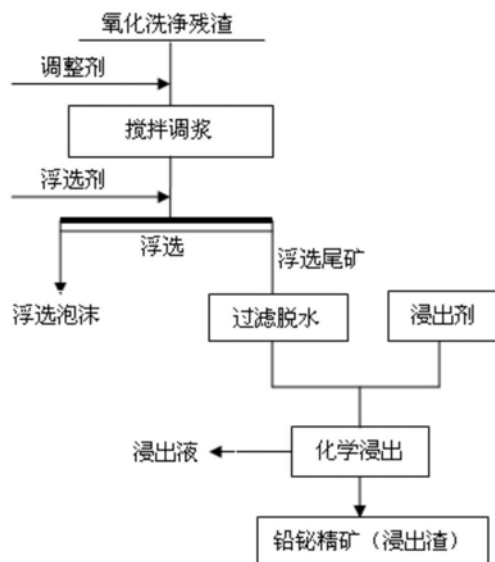 氧化洗净残渣
调整剂
搅拌调浆
浮选剂
浮选
浮选尾矿
浮选泡沫
过滤脱水
浸出剂
浸出液
化学浸出
铅铋精矿（浸出渣）